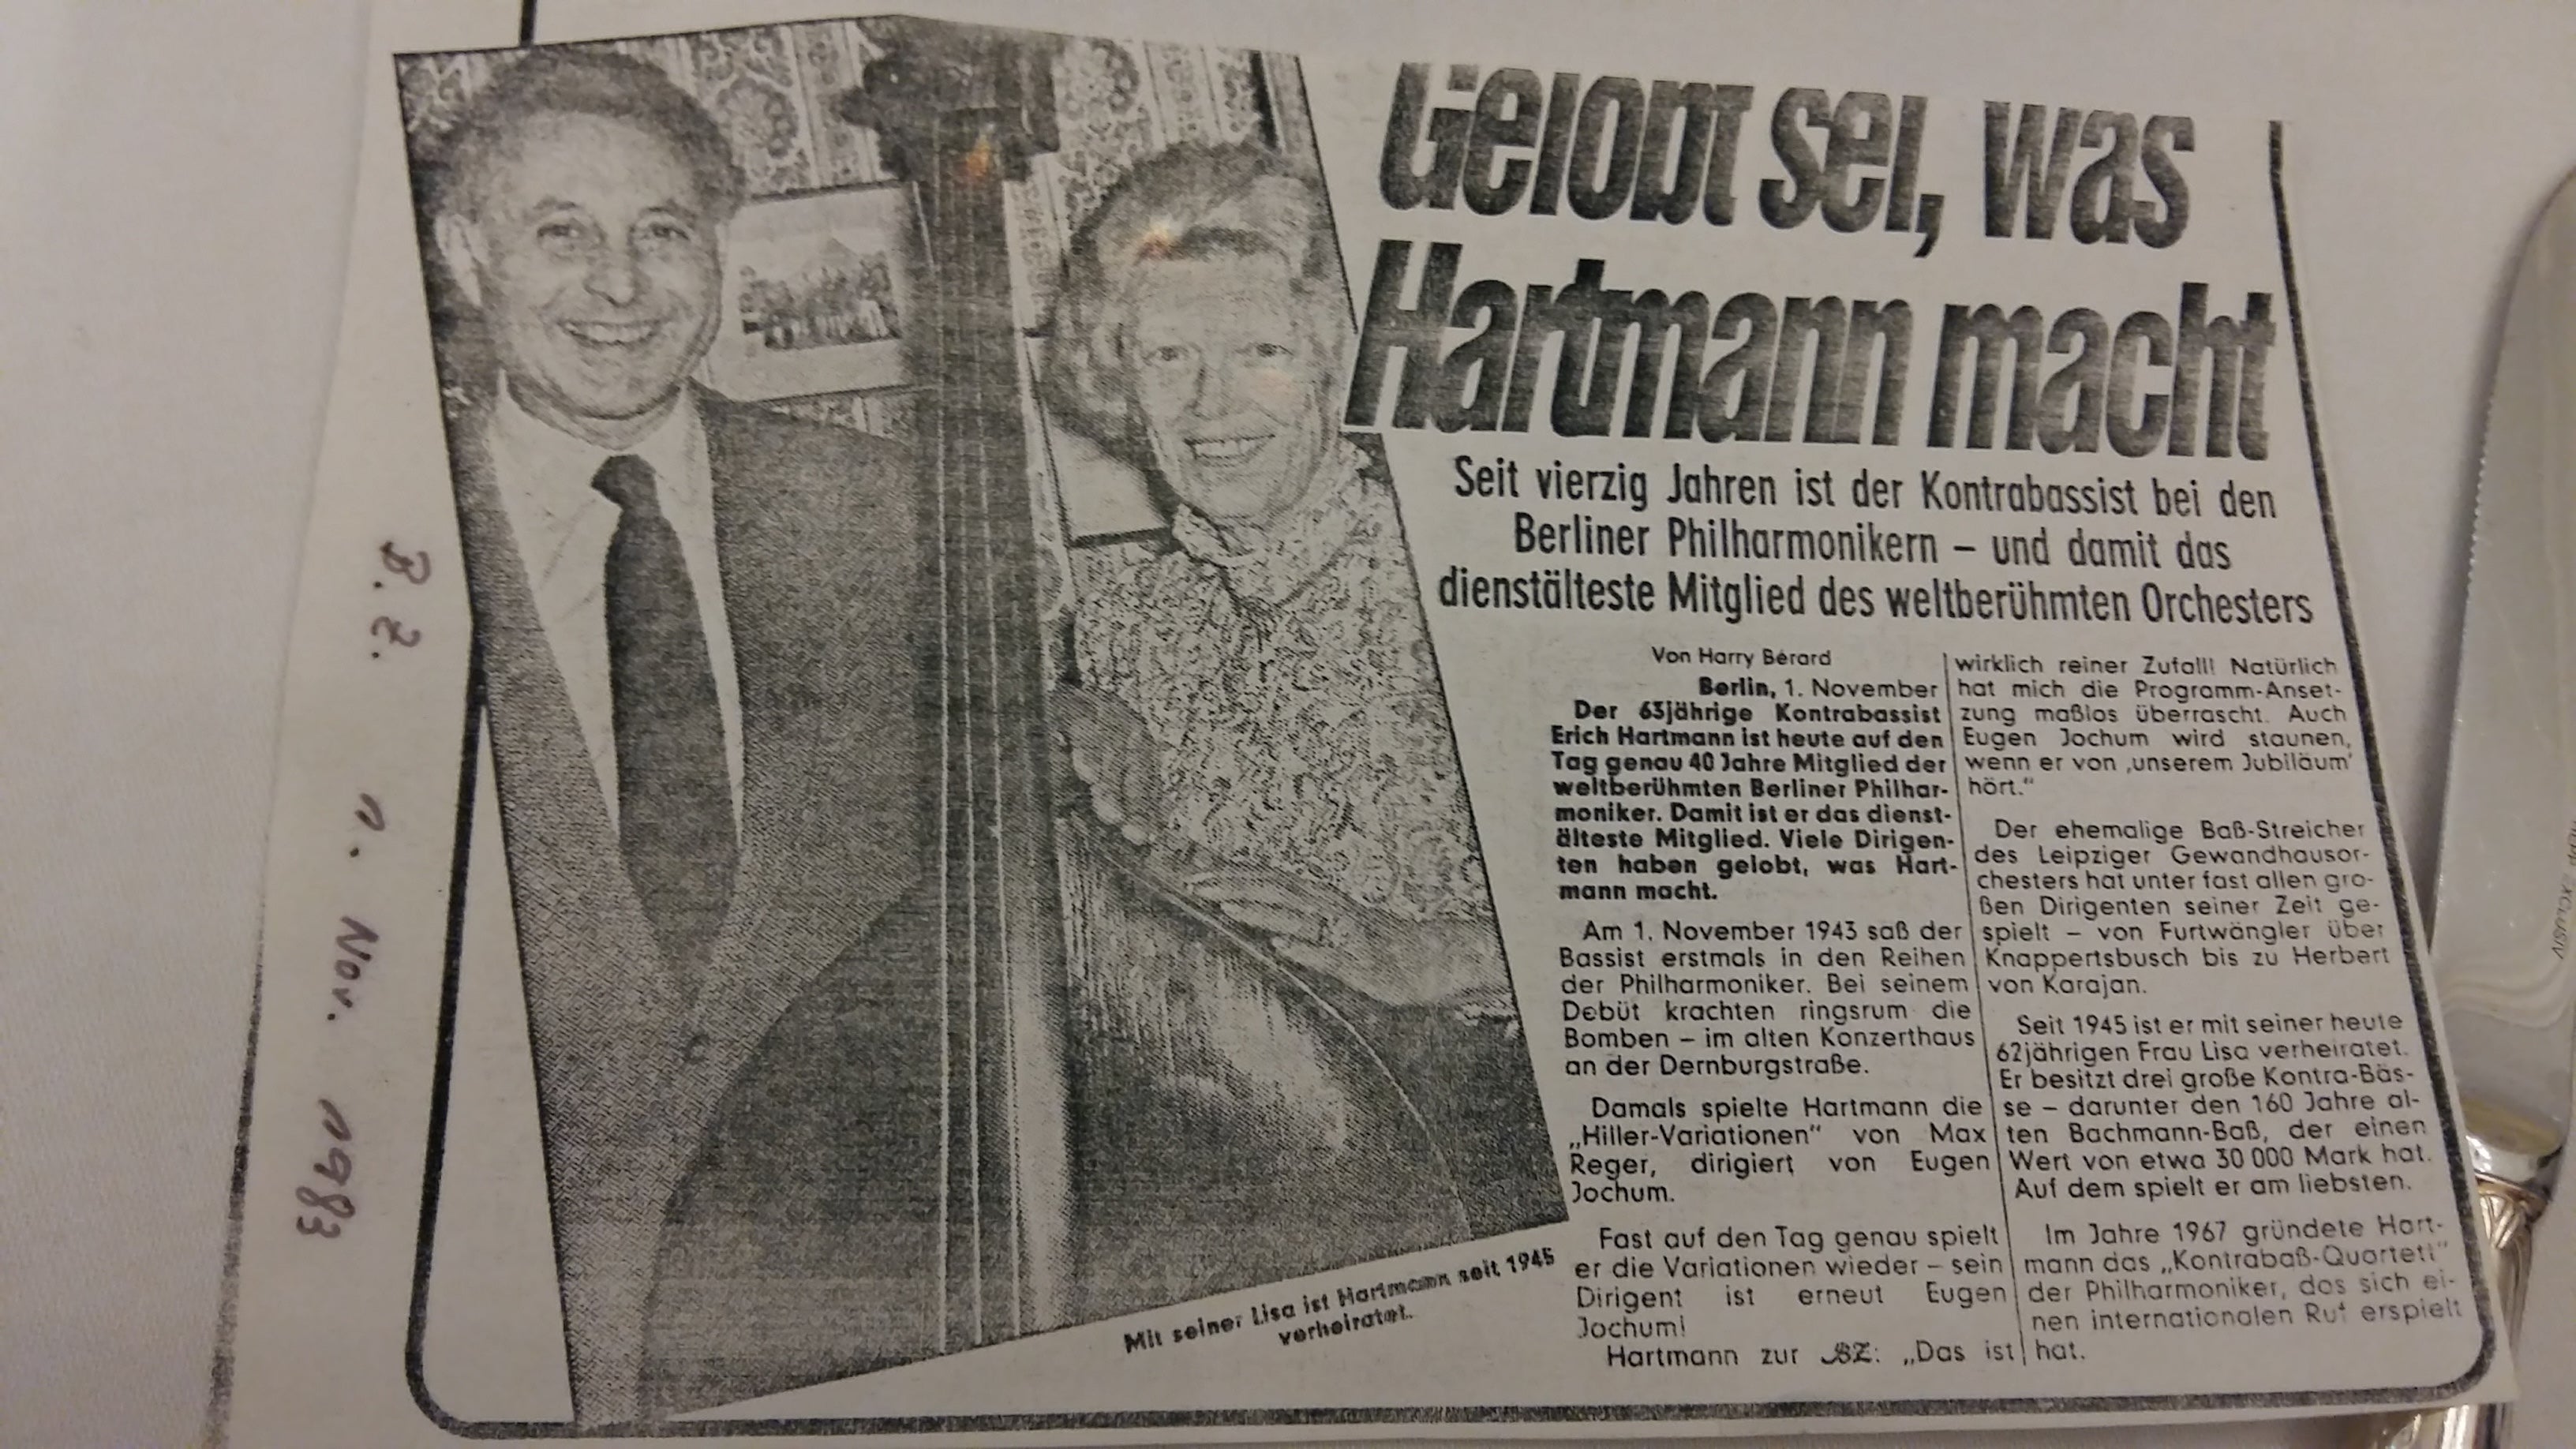 Gelobt sei, was
Hartmann macht
Seit vierzig Jahren ist der Kontrabassist bei den
Berliner Philharmonikern – und damit das
dienstälteste Mitglied des weltberühmten Orchesters
Von Harry Bérard
Berlin, 1. November
Der 63jährige Kontrabassist
Erich Hartmann ist heute auf den
Tag genau 40 Jahre Mitglied der
weltberühmten Berliner Philhar-
moniker. Damit ist er das dienst-
älteste Mitglied. Viele Dirigen-
ten haben gelobt, was Hart-
mann macht.
Am 1. November 1943 saß der
Bassist erstmals in den Reihen
der Philharmoniker. Bei seinem
Debüt krachten ringsrum die
Bomben – im alten Konzerthaus
an der Dernburgstraße.
Damals spielte Hartmann die
„Hiller-Variationen" von Max
Reger, dirigiert von Eugen
Jochum.
Fast auf den Tag genau spielt
er die Variationen wieder – sein
Dirigent ist erneut Eugen
Jochum!
Hartmann zur BZ: „Das ist
wirklich reiner Zufall! Natürlich
hat mich die Programm-Anset-
zung maßlos überrascht. Auch
Eugen Jochum wird staunen,
wenn er von ‚unserem Jubiläum'
hört."
Der ehemalige Baß-Streicher
des Leipziger Gewandhausor-
chesters hat unter fast allen gro-
ßen Dirigenten seiner Zeit ge-
spielt – von Furtwängler über
Knappertsbusch bis zu Herbert
von Karajan.
Seit 1945 ist er mit seiner heute
62jährigen Frau Lisa verheiratet.
Er besitzt drei große Kontra-Bäs-
se – darunter den 160 Jahre al-
ten Bachmann-Baß, der einen
Wert von etwa 30 000 Mark hat.
Auf dem spielt er am liebsten.
Im Jahre 1967 gründete Hart-
mann das „Kontrabaß-Quartett"
der Philharmoniker, das sich ei-
nen internationalen Ruf erspielt
hat.
Mit seiner Lisa ist Hartmann seit 1945
verheiratet.
B.Z. 1. Nov. 1983